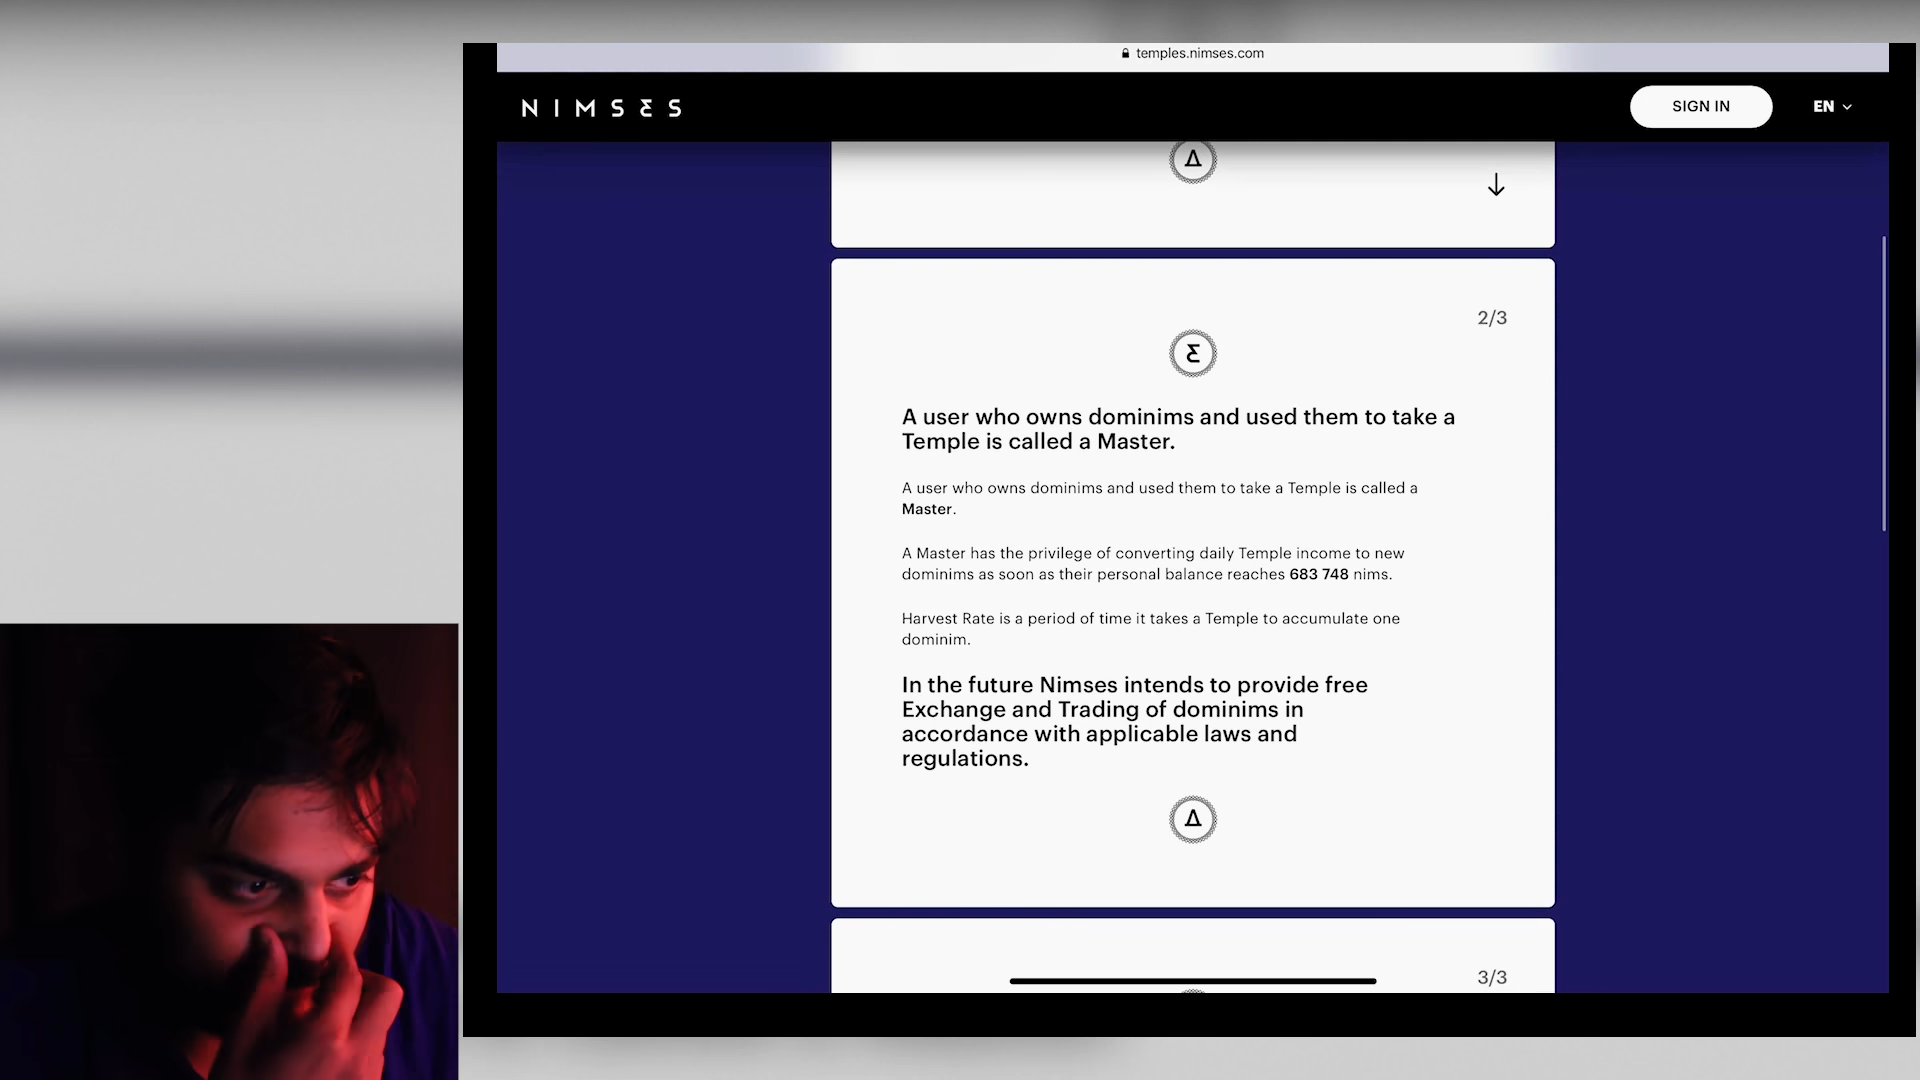 temples.nimses.com
NIMSƸS
SIGN IN
EN
Δ
2/3
Ƹ
A user who owns dominims and used them to take a
Temple is called a Master.
A user who owns dominims and used them to take a Temple is called a
Master.
A Master has the privilege of converting daily Temple income to new
dominims as soon as their personal balance reaches 683 748 nims.
Harvest Rate is a period of time it takes a Temple to accumulate one
dominim.
In the future Nimses intends to provide free
Exchange and Trading of dominims in
accordance with applicable laws and
regulations.
Δ
3/3